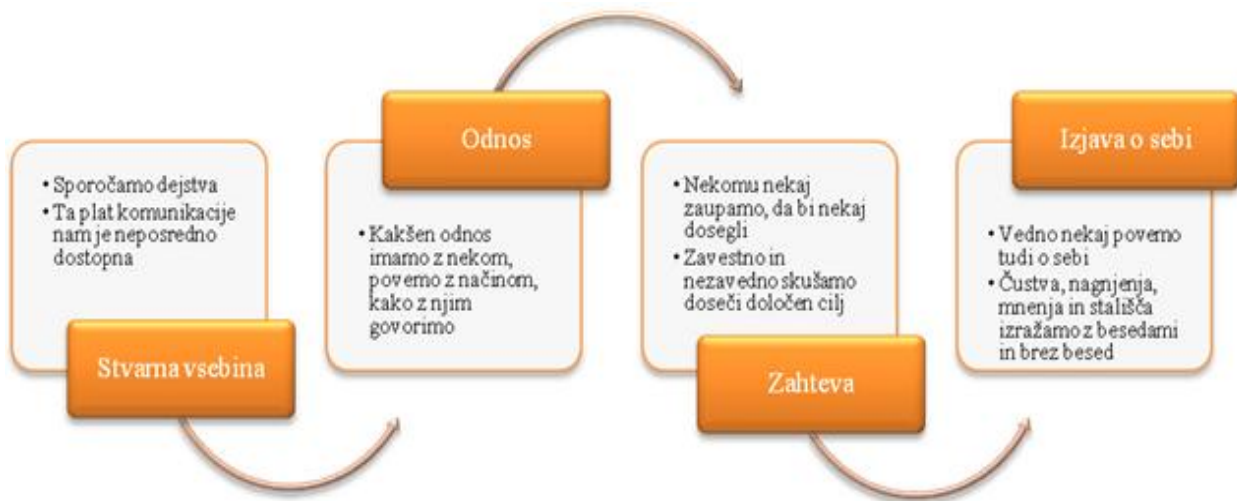 • Sporočamo dejstva
• Ta plat komunikacije
nam je neposredno
dostopna
Stvarna vsebina
Odnos
• Kakšen odnos
imamo z nekom,
povemo z načinom,
kako z njim
govorimo
• Nekomu nekaj
zaupamo, da bi nekaj
dosegli
• Zavestno in
nezavedno skušamo
doseči določen cilj
Zahteva
Izjava o sebi
• Vedno nekaj povemo
tudi o sebi
• Čustva, nagnjenja,
mnenja in stališča
izražamo z besedami
in brez besed